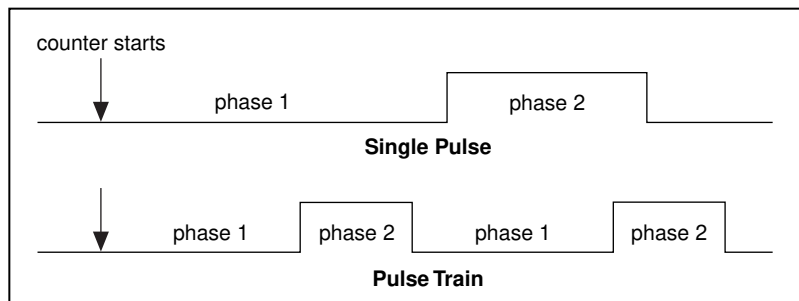 counter starts
phase 1 phase 2
Single Pulse
phase 1 phase 2 phase 1 phase 2
Pulse Train